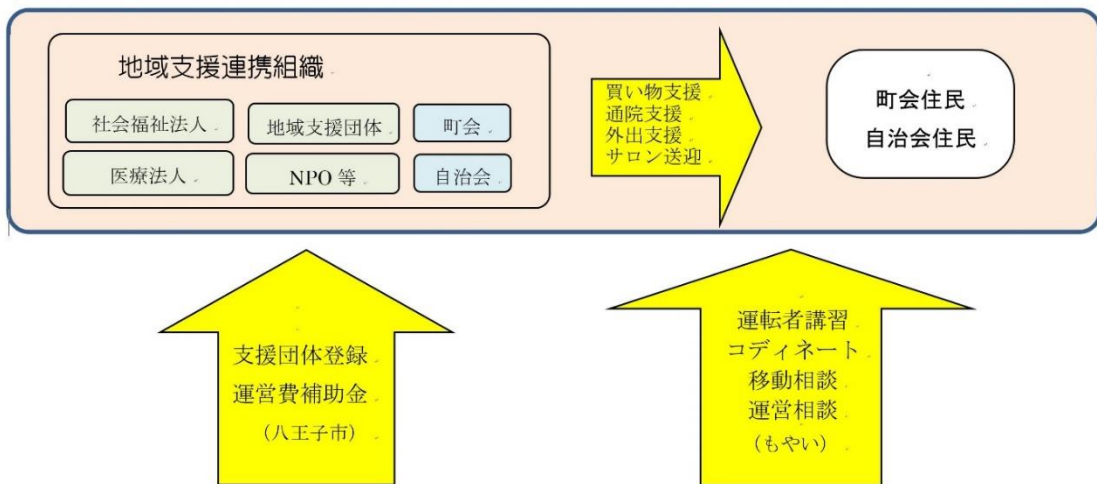 地域支援連携組織
社会福祉法人
地域支援団体
町会
医療法人
NPO 等
自治会
買い物支援
通院支援
外出支援
サロン送迎
町会住民
自治会住民
支援団体登録
運営費補助金
(八王子市)
運転者講習
コディネート
移動相談
運営相談
(もやい)